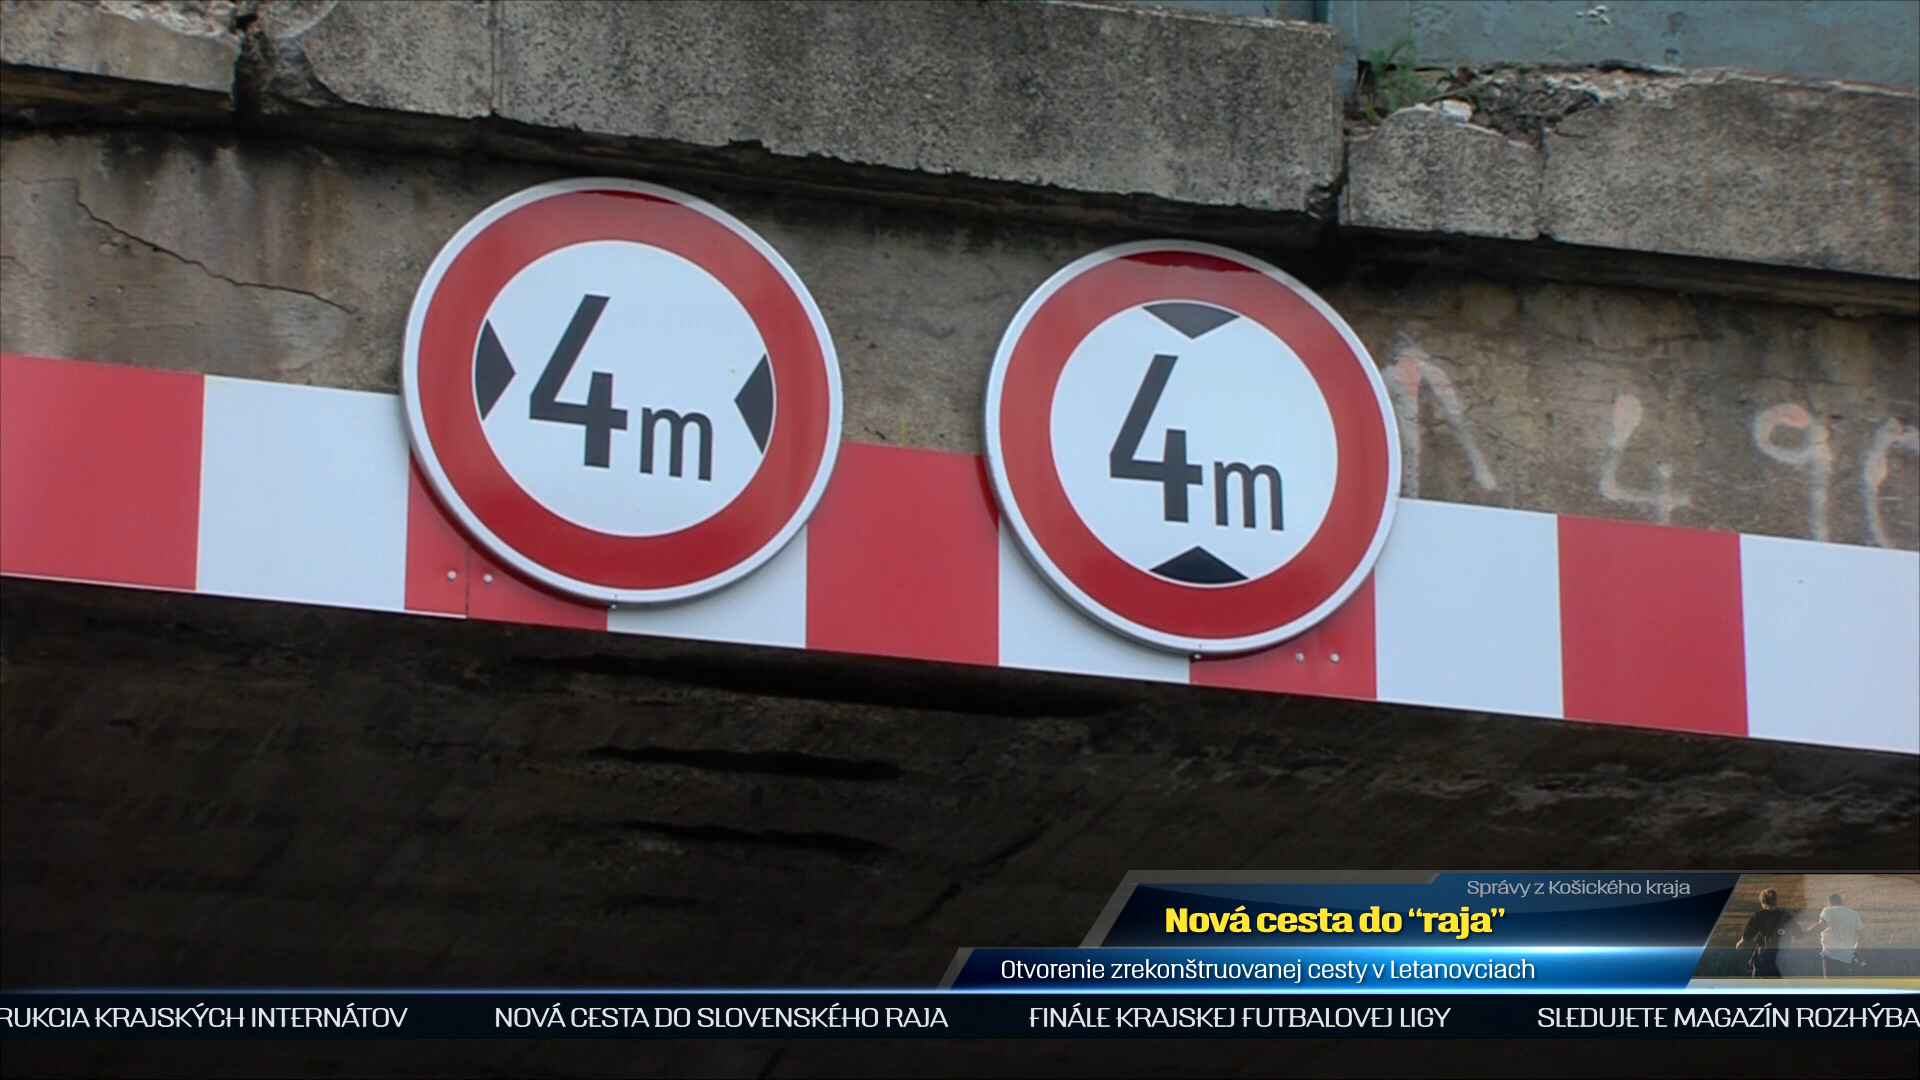 4m
4m
Správy z Košického kraja
Nová cesta do “raja”
Otvorenie zrekonštruovanej cesty v Letanovciach
RUKCIA KRAJSKÝCH INTERNÁTOV NOVÁ CESTA DO SLOVENSKÉHO RAJA FINÁLE KRAJSKEJ FUTBALOVEJ LIGY SLEDUJETE MAGAZÍN ROZHÝBA